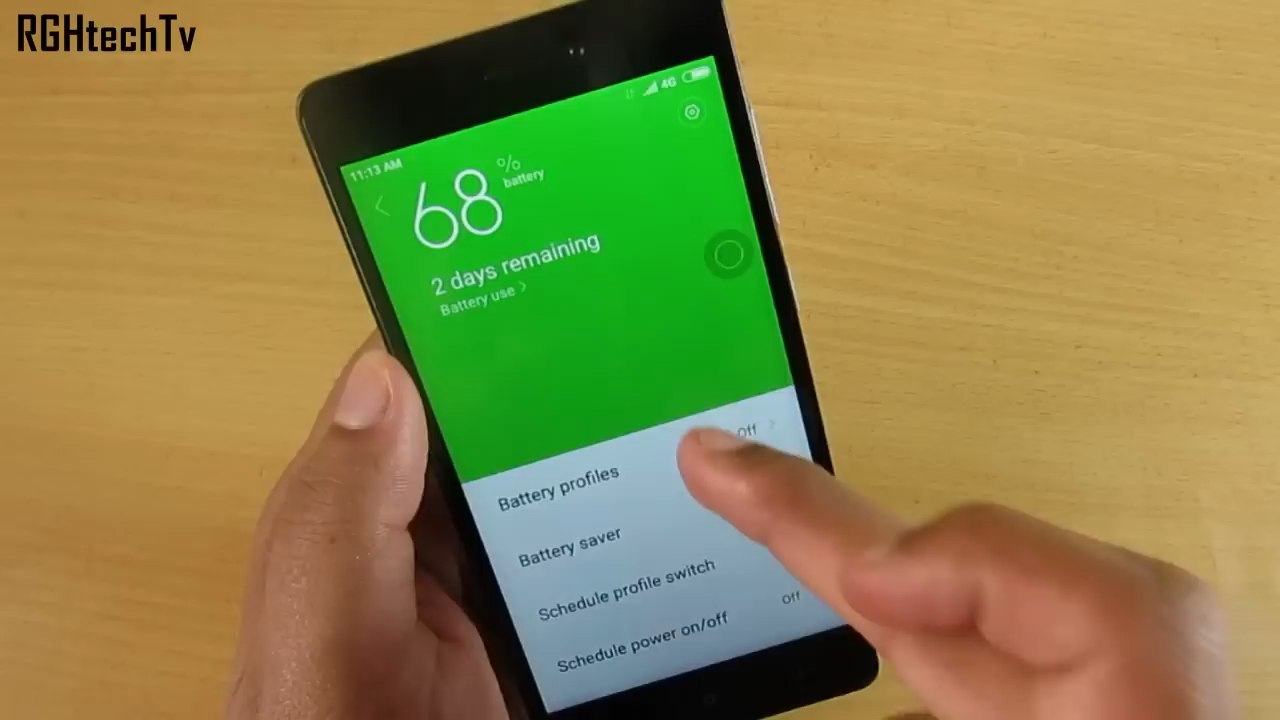 RGHtechTv
11:13 AM
4G
68 %
battery
2 days remaining
Battery use >
Battery profiles
Off >
Battery saver
Schedule profile switch
Schedule power on/off
Off